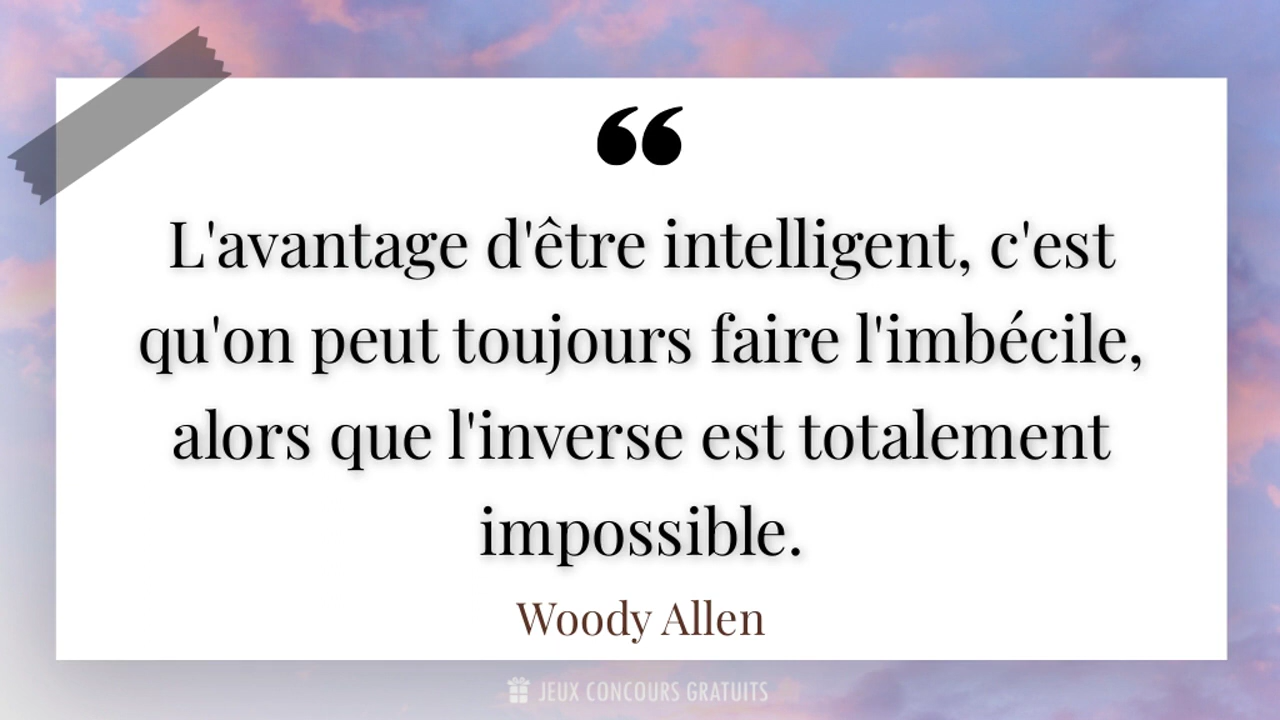 “
L'avantage d'être intelligent, c'est
qu'on peut toujours faire l'imbécile,
alors que l'inverse est totalement
impossible.
Woody Allen
JEUX CONCOURS GRATUITS